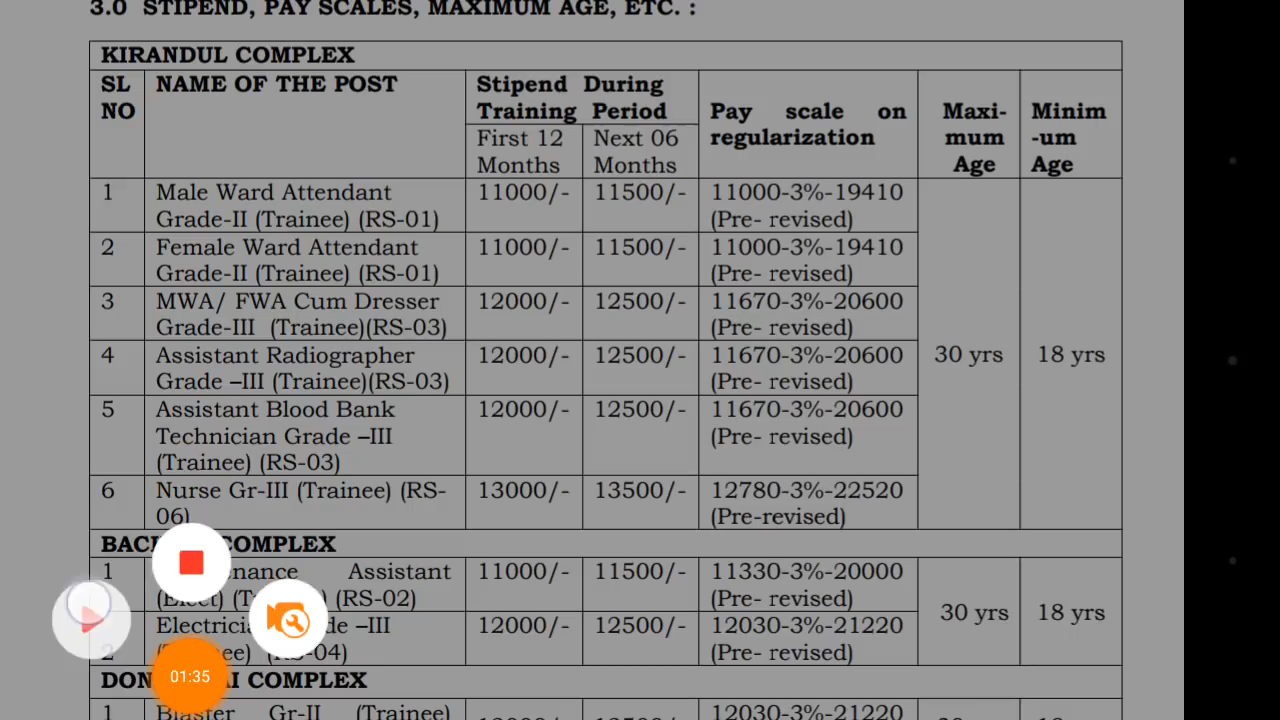 3.0 STIPEND, PAY SCALES, MAXIMUM AGE, ETC. :
KIRANDUL COMPLEX
SL NO
NAME OF THE POST
Stipend During Training Period
First 12 Months
Next 06 Months
Pay scale on regularization
Maxi-mum Age
Minim-um Age
1 Male Ward Attendant 11000/- 11500/- 11000-3%-19410
Grade-II (Trainee) (RS-01) (Pre- revised)
2 Female Ward Attendant 11000/- 11500/- 11000-3%-19410
Grade-II (Trainee) (RS-01) (Pre- revised)
3 MWA/ FWA Cum Dresser 12000/- 12500/- 11670-3%-20600
Grade-III (Trainee)(RS-03) (Pre- revised)
4 Assistant Radiographer 12000/- 12500/- 11670-3%-20600 30 yrs 18 yrs
Grade –III (Trainee)(RS-03) (Pre- revised)
5 Assistant Blood Bank 12000/- 12500/- 11670-3%-20600
Technician Grade –III (Pre- revised)
(Trainee) (RS-03)
6 Nurse Gr-III (Trainee) (RS- 13000/- 13500/- 12780-3%-22520
06) (Pre-revised)
COMPLEX
1 Assistant 11000/- 11500/- 11330-3%-20000
(RS-02) (Pre- revised)
30 yrs 18 yrs
–III 12000/- 12500/- 12030-3%-21220
2 (Pre- revised)
COMPLEX
1 Blaster Gr-II (Trainee) 12030-3%-21220
01:35